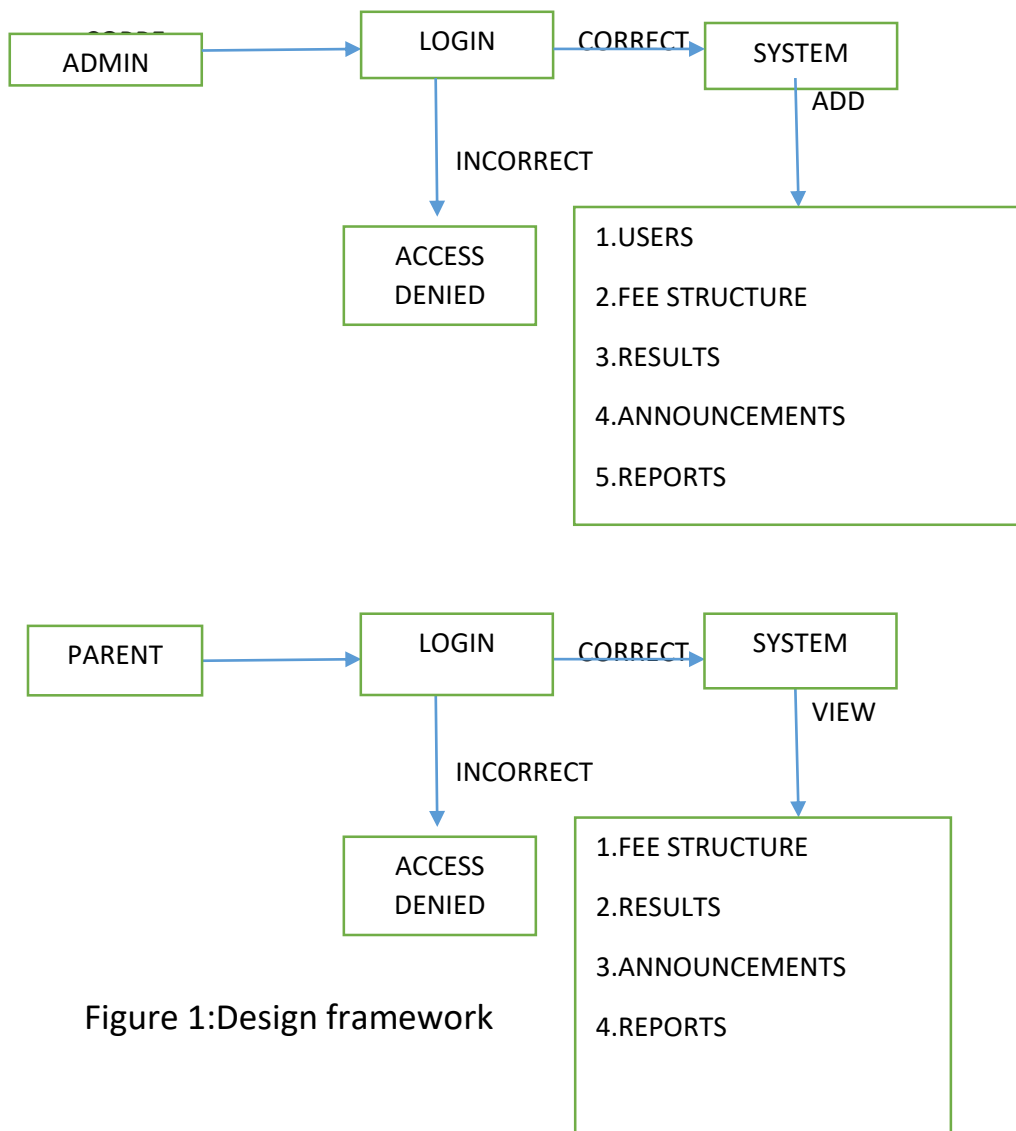 ADMIN
LOGIN
CORRECT
SYSTEM
ADD
INCORRECT
ACCESS
DENIED
1.USERS
2.FEE STRUCTURE
3.RESULTS
4.ANNOUNCEMENTS
5.REPORTS
PARENT
LOGIN
CORRECT
SYSTEM
VIEW
INCORRECT
ACCESS
DENIED
1.FEE STRUCTURE
2.RESULTS
3.ANNOUNCEMENTS
4.REPORTS
Figure 1:Design framework